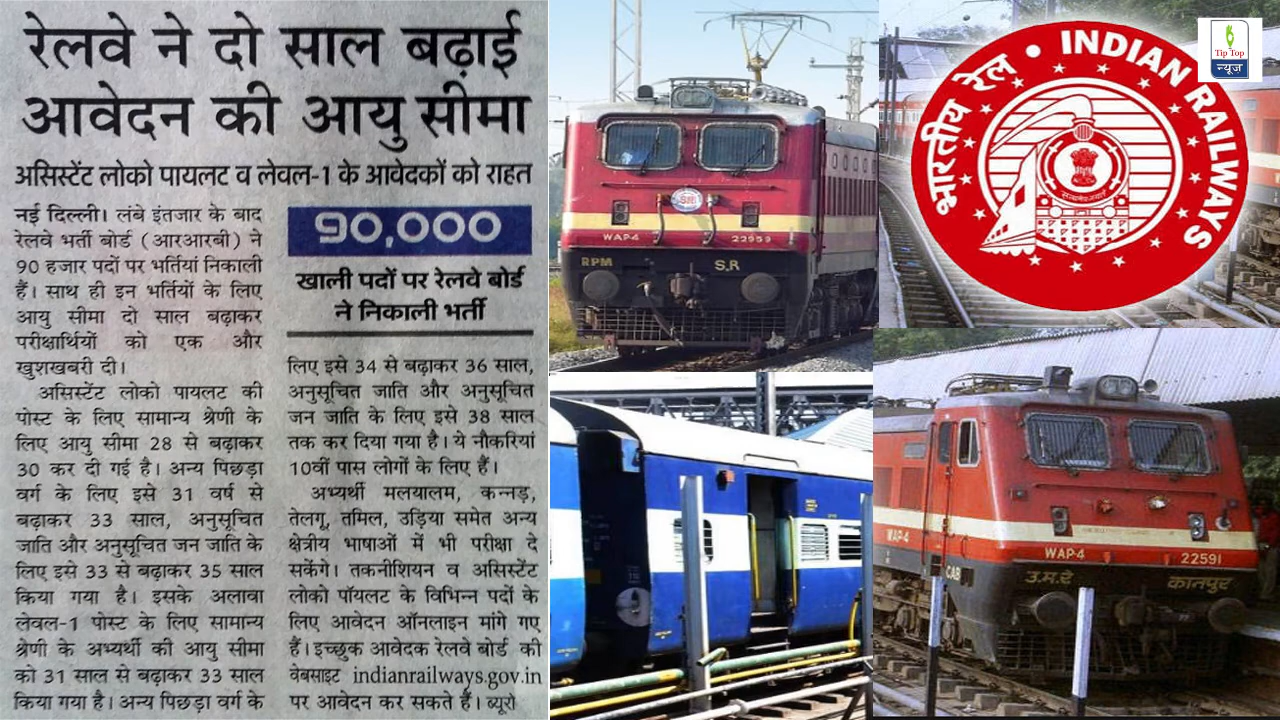 रेलवे ने दो साल बढ़ाई
आवेदन की आयु सीमा
असिस्टेंट लोको पायलट व लेवल-1 के आवेदकों को राहत
नई दिल्ली। लंबे इंतजार के बाद
रेलवे भर्ती बोर्ड (आरआरबी) ने
90 हजार पदों पर भर्तियां निकाली
हैं। साथ ही इन भर्तियों के लिए
आयु सीमा दो साल बढ़ाकर
परीक्षार्थियों को एक और
खुशखबरी दी।
असिस्टेंट लोको पायलट की
पोस्ट के लिए सामान्य श्रेणी के
लिए आयु सीमा 28 से बढ़ाकर
30 कर दी गई है। अन्य पिछड़ा
वर्ग के लिए इसे 31 वर्ष से
बढ़ाकर 33 साल, अनुसूचित
जाति और अनुसूचित जन जाति के
लिए इसे 33 से बढ़ाकर 35 साल
किया गया है। इसके अलावा
लेवल-1 पोस्ट के लिए सामान्य
श्रेणी के अभ्यर्थी की आयु सीमा
को 31 साल से बढ़ाकर 33 साल
किया गया है। अन्य पिछड़ा वर्ग के
90,000
खाली पदों पर रेलवे बोर्ड
ने निकाली भर्ती
लिए इसे 34 से बढ़ाकर 36 साल,
अनुसूचित जाति और अनुसूचित
जन जाति के लिए इसे 38 साल
तक कर दिया गया है। ये नौकरियां
10वीं पास लोगों के लिए हैं।
अभ्यर्थी मलयालम, कन्नड़,
तेलगू, तमिल, उड़िया समेत अन्य
क्षेत्रीय भाषाओं में भी परीक्षा दे
सकेंगे। तकनीशियन व असिस्टेंट
लोको पॉयलट के विभिन्न पदों के
लिए आवेदन ऑनलाइन मांगे गए
हैं। इच्छुक आवेदक रेलवे बोर्ड की
वेबसाइट indianrailways.gov.in
पर आवेदन कर सकते हैं। ब्यूरो
WAP-4 22959
RPM S.R
भारतीय रेल • INDIAN RAILWAYS
सत्यमेव जयते
Tip Top
न्यूज
WAP-4
WAP-4 22591
CAB उ.म.रे कानपुर